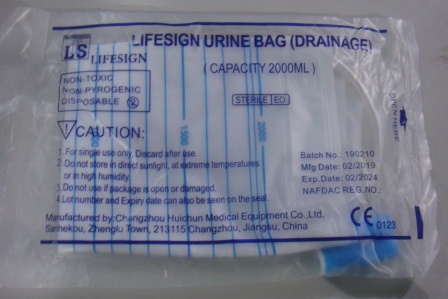 LIFESIGN URINE BAG (DRAINAGE)
LS LIFESIGN
( CAPACITY 2000ML )
NON-TOXIC
NON-PYROGENIC
DISPOSABLE
STERILE EO
OPEN HERE
CAUTION:
1.For single use only, Discard after use.
2.Do not store in direct sunlight, at extreme temperatures
or in high humidity.
3.Do not use if package is open or damaged.
4.Lot number and Expiry date can also be seen on the seal.
Batch No.: 190210
Mfg Date: 02/2019
Exp.Date: 02/2024
NAFDAC REG.NO.:
Manufactured by:Changzhou Huichun Medical Equipment Co.,Ltd.
Sanhekou, Zhenglu Town, 213115 Changzhou, Jiangsu, China
CE 0123